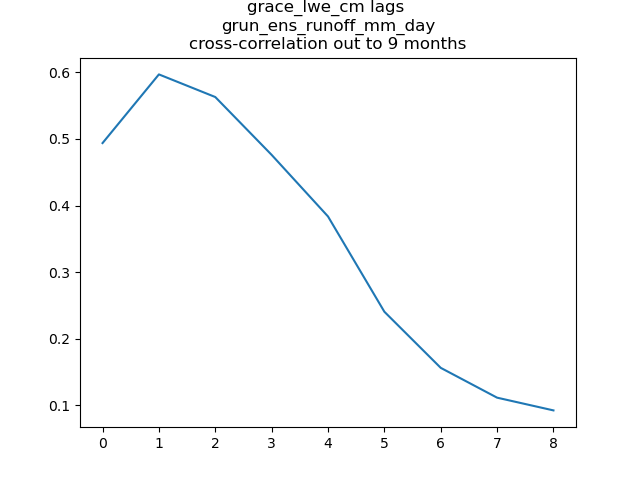 grace_lwe_cm lags
grun_ens_runoff_mm_day
cross-correlation out to 9 months
0.6
0.5
0.4
0.3
0.2
0.1
0 1 2 3 4 5 6 7 8